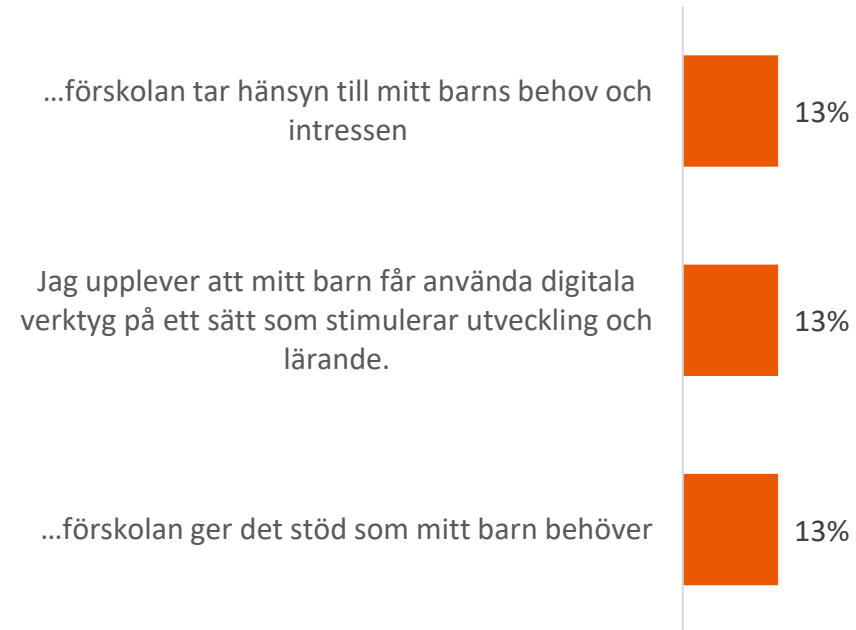 …förskolan tar hänsyn till mitt barns behov och
intressen
13%
Jag upplever att mitt barn får använda digitala
verktyg på ett sätt som stimulerar utveckling och
lärande.
13%
…förskolan ger det stöd som mitt barn behöver
13%